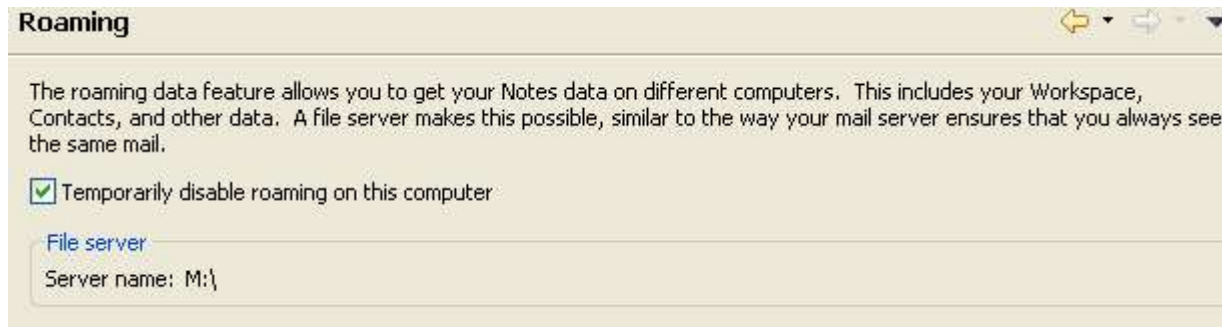 Roaming
The roaming data feature allows you to get your Notes data on different computers.  This includes your Workspace,
Contacts, and other data.  A file server makes this possible, similar to the way your mail server ensures that you always see
the same mail.
Temporarily disable roaming on this computer
File server
Server name:  M:\